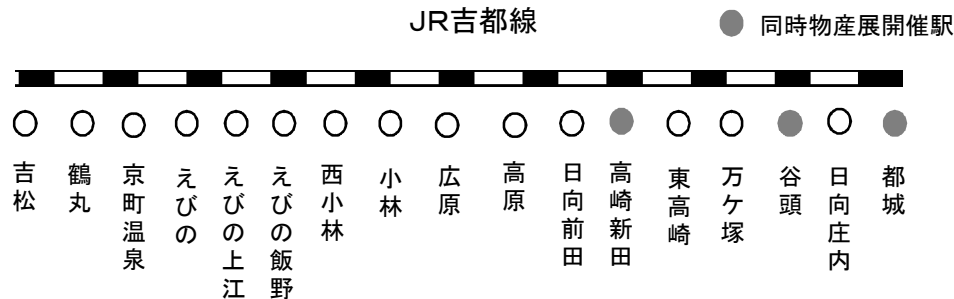 JR吉都線
同時物産展開催駅
吉松
鶴丸
京町温泉
えびの
えびの上江
えびの飯野
西小林
小林
広原
高原
日向前田
高崎新田
東高崎
万ケ塚
谷頭
日向庄内
都城